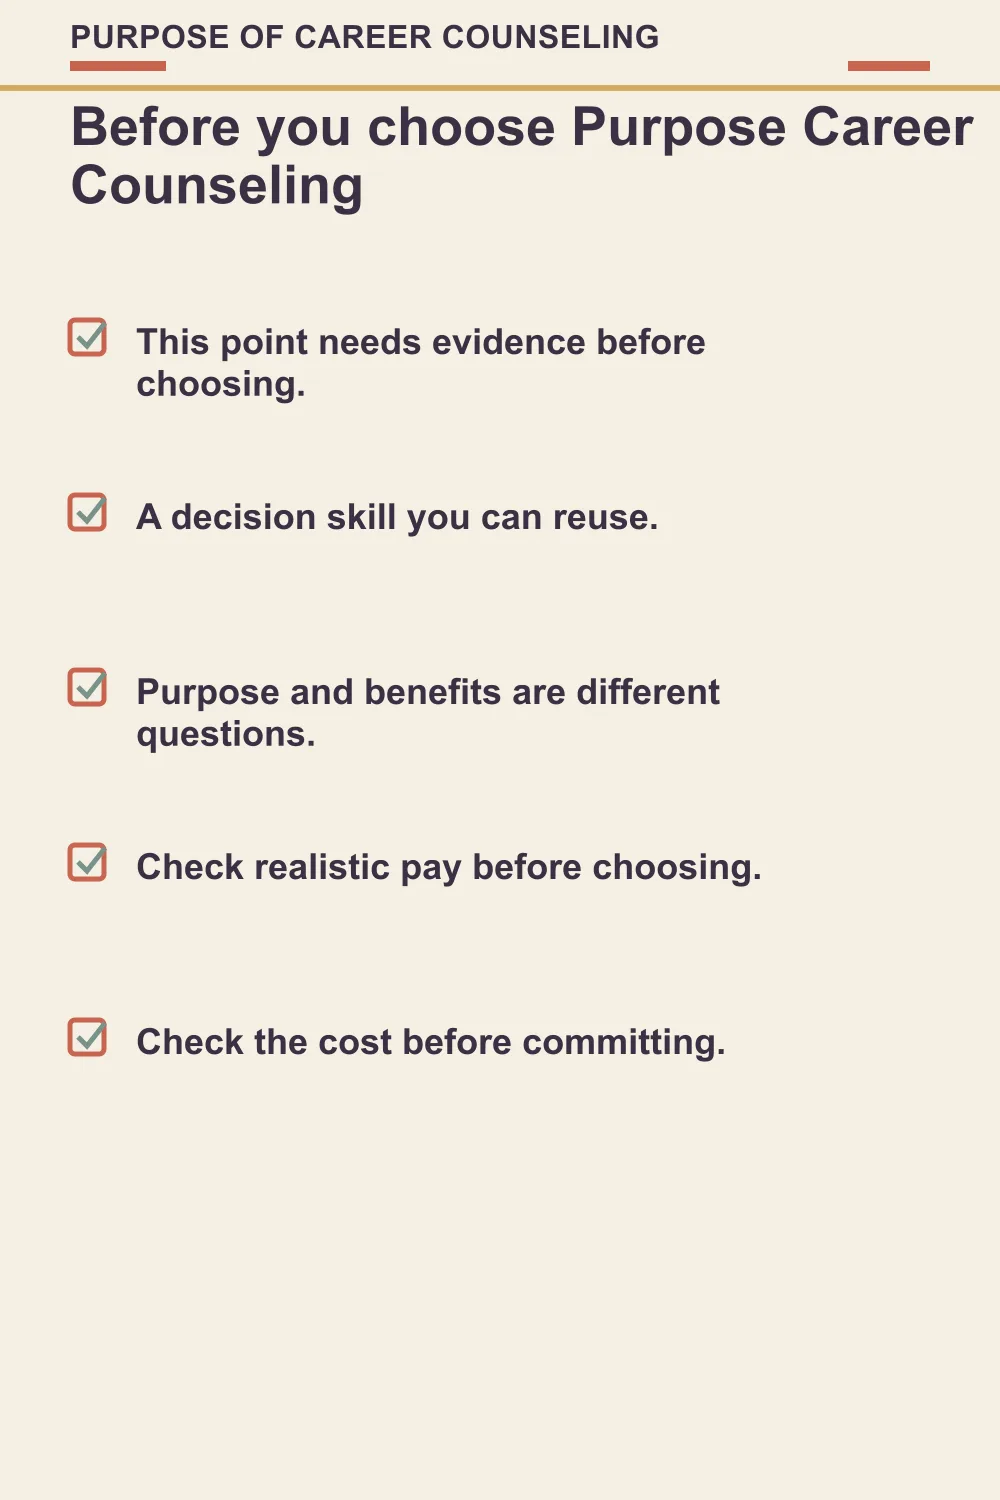 PURPOSE OF CAREER COUNSELING
Before you choose Purpose Career
Counseling
This point needs evidence before
choosing.
A decision skill you can reuse.
Purpose and benefits are different
questions.
Check realistic pay before choosing.
Check the cost before committing.